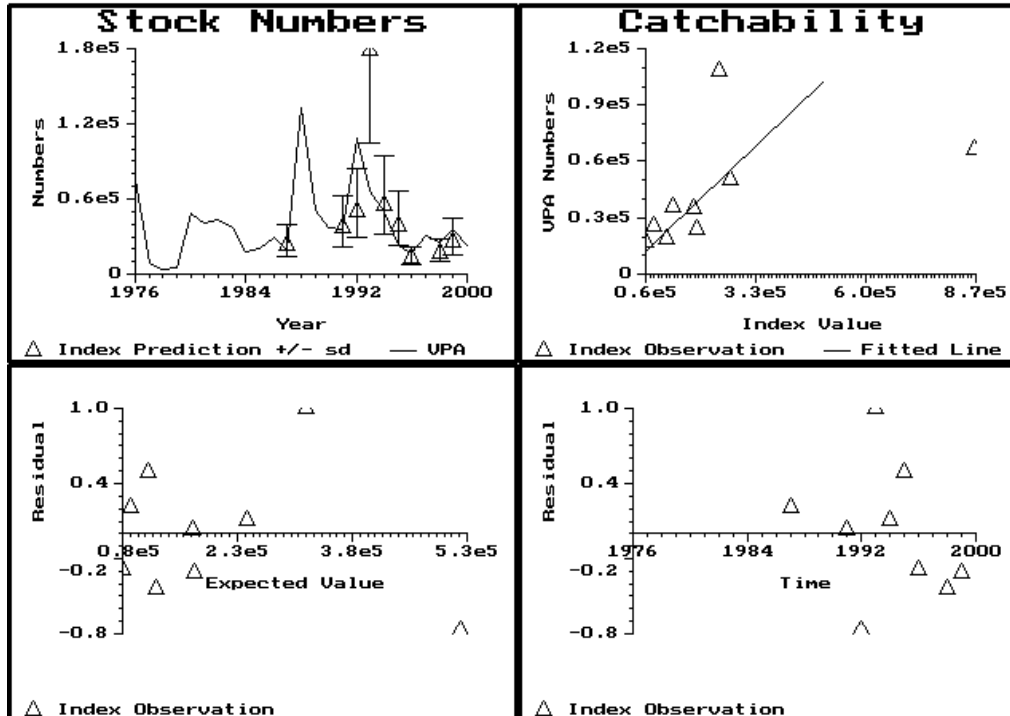 Stock Numbers
1.8e5
1.2e5
0.6e5
0
Numbers
1976 1984 1992 2000
Year
△ Index Prediction +/- sd — VPA
Catchability
1.2e5
0.9e5
0.6e5
0.3e5
0
VPA Numbers
0.6e5 3.3e5 6.0e5 8.7e5
Index Value
△ Index Observation — Fitted Line
1.0
0.4
-0.2
-0.8
Residual
0.8e5 2.3e5 3.8e5 5.3e5
Expected Value
△ Index Observation
1.0
0.4
-0.2
-0.8
Residual
1976 1984 1992 2000
Time
△ Index Observation